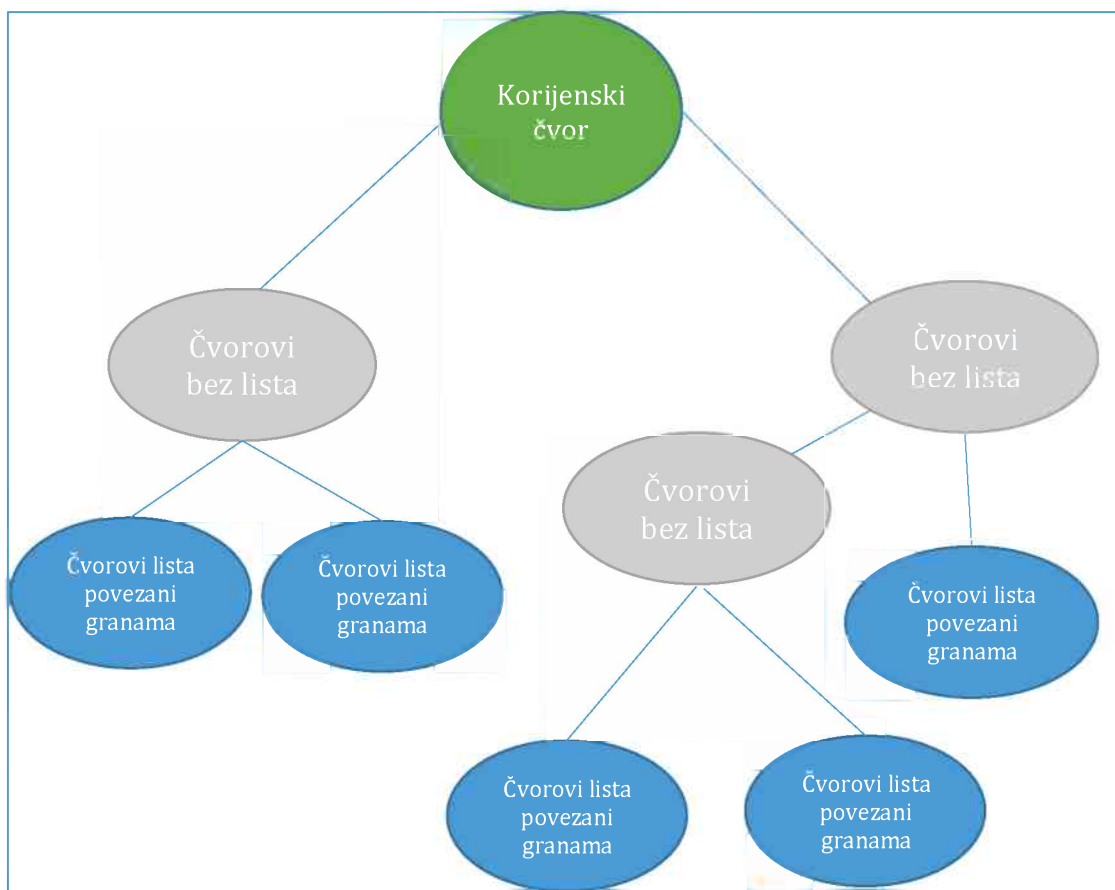 Korijenski
čvor
Čvorovi
bez lista
Čvorovi
bez lista
Čvorovi
bez lista
Čvorovi lista
povezani
granama
Čvorovi lista
povezani
granama
Čvorovi lista
povezani
granama
Čvorovi lista
povezani
granama
Čvorovi lista
povezani
granama